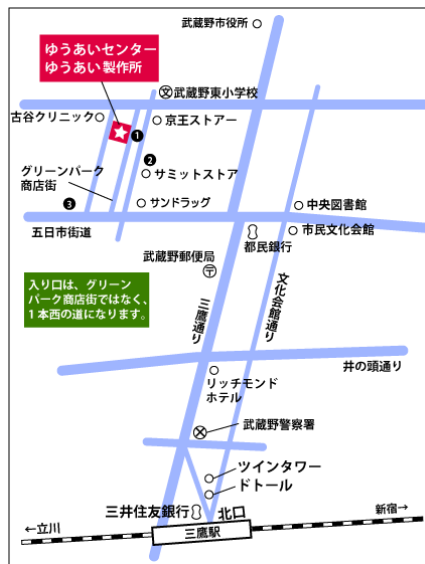 武蔵野市役所
ゆうあいセンター
ゆうあい製作所
武蔵野東小学校
古谷クリニック
京王ストアー
1
2
サミットストア
グリーンパーク
商店街
3
サンドラッグ
中央図書館
五日市街道
市民文化会館
都民銀行
武蔵野郵便局
入り口は、グリーン
パーク商店街ではなく、
1本西の道になります。
三鷹通り
文化会館通り
井の頭通り
リッチモンド
ホテル
武蔵野警察署
ツインタワー
ドトール
三井住友銀行
北口
新宿→
←立川
三鷹駅